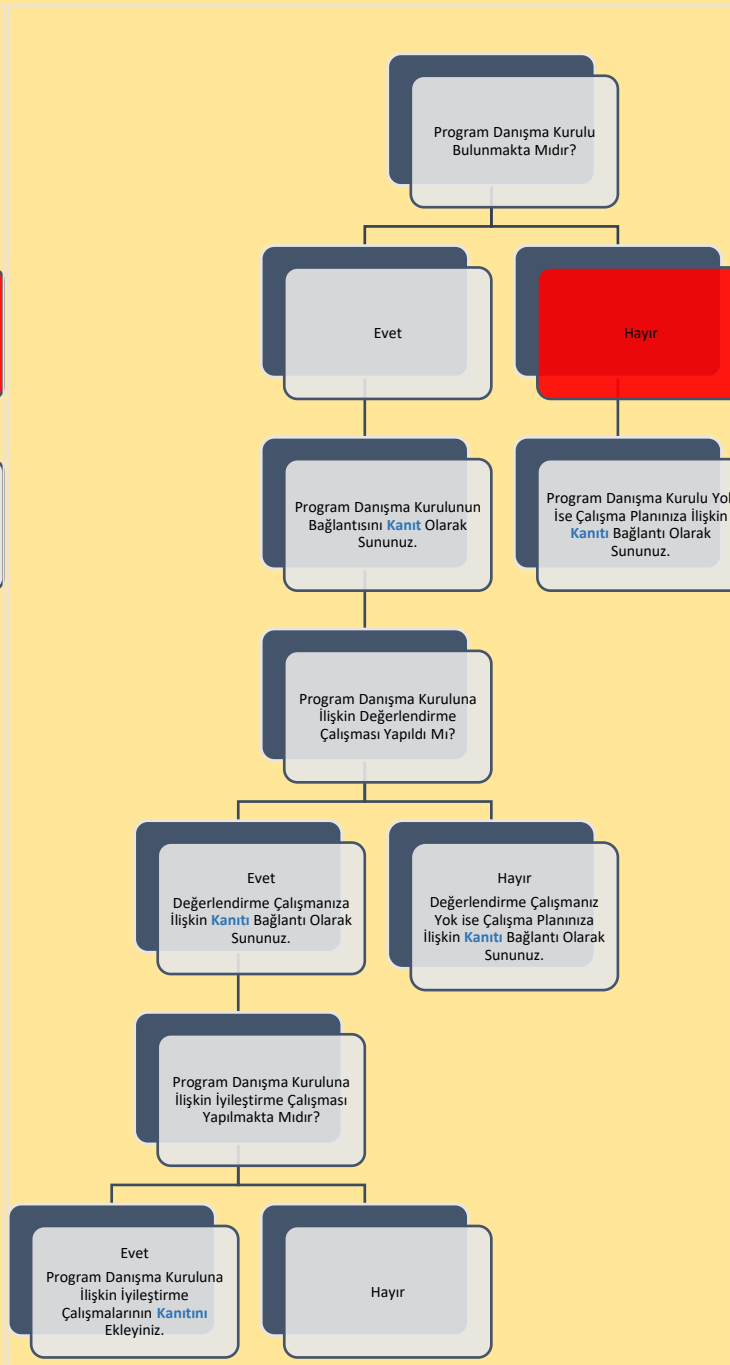 Program Danışma Kurulu
Bulunmakta Mıdır?
Evet
Hayır
Program Danışma Kurulunun
Bağlantısını Kanıt Olarak
Sununuz.
Program Danışma Kurulu Yok
İse Çalışma Planınıza İlişkin
Kanıtı Bağlantı Olarak
Sununuz.
Program Danışma Kuruluna
İlişkin Değerlendirme
Çalışması Yapıldı Mı?
Evet
Değerlendirme Çalışmanıza
İlişkin Kanıtı Bağlantı Olarak
Sununuz.
Hayır
Değerlendirme Çalışmanız
Yok ise Çalışma Planınıza
İlişkin Kanıtı Bağlantı Olarak
Sununuz.
Program Danışma Kuruluna
İlişkin İyileştirme Çalışması
Yapılmakta Mıdır?
Evet
Program Danışma Kuruluna
İlişkin İyileştirme
Çalışmalarının Kanıtını
Ekleyiniz.
Hayır